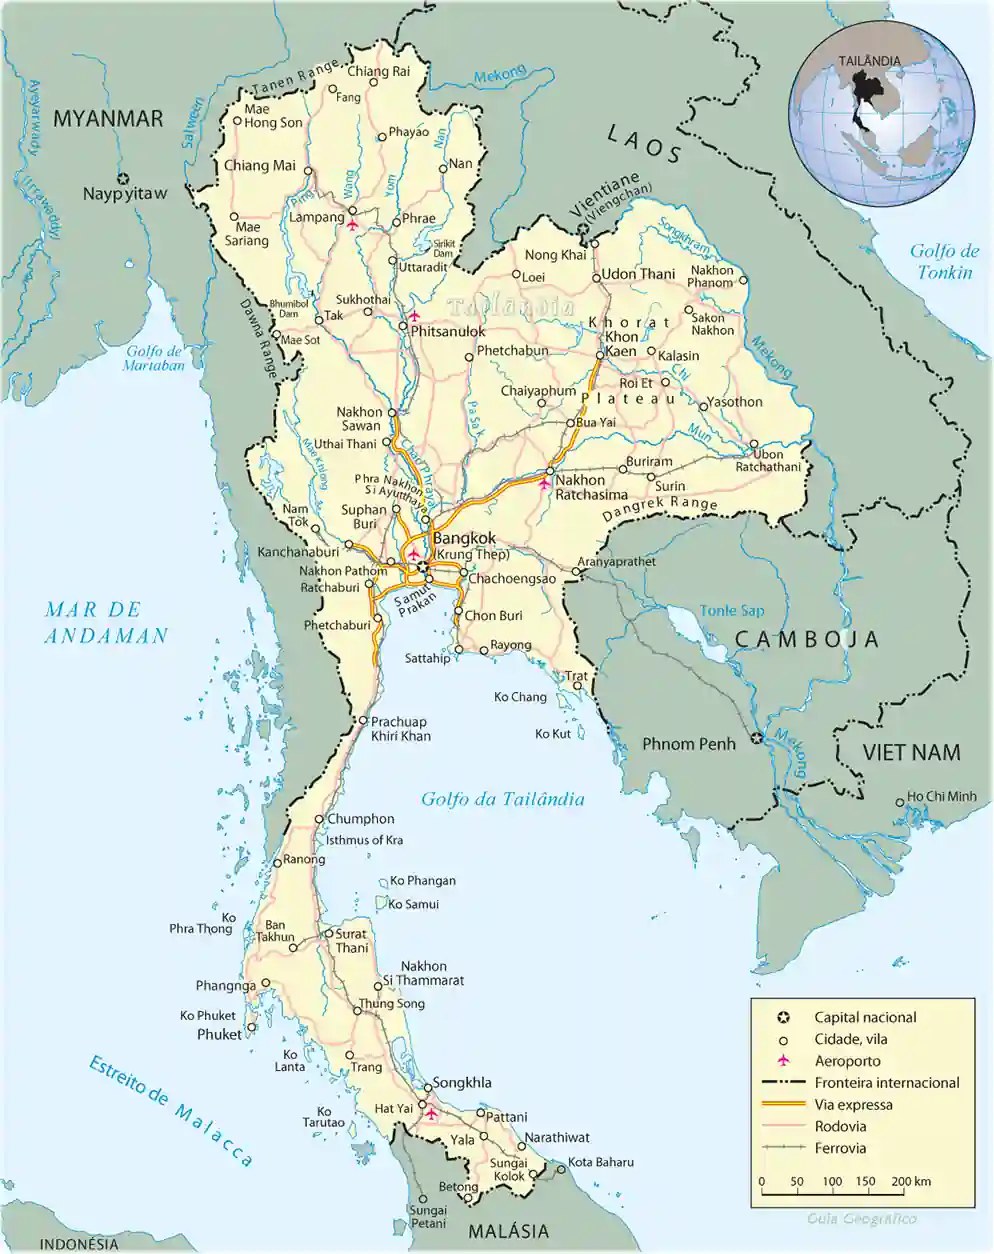 TAILÂNDIA
Chiang Rai
Tanen Range
Fang
Mekong
Mae
Hong Son
MYANMAR
Ayeyarwady
(Irrawaddy)
Salween
Phayao
Nan
LAOS
Chiang Mai
Nan
Naypyitaw
Ping
Wang
Yom
Vientiane
(Viengchan)
Lampang
Phrae
Mae
Sariang
Songkhram
Golfo de
Tonkin
Sirikit
Dam
Uttaradit
Nong Khai
Loei
Udon Thani
Nakhon
Phanom
Bhumibol
Dam
Sukhothai
Tailândia
Tak
Phitsanulok
Khorat
Sakon
Nakhon
Dawna Range
Mae Sot
Khon
Kaen
Mekong
Golfo de
Martaban
Phetchabun
Kalasin
Chi
Chaiyaphum
Roi Et
Plateau
Yasothon
Nakhon
Sawan
Pa Sak
Bua Yai
Mun
Uthai Thani
Chao Phraya
Mae Khlang
Ubon
Ratchathani
Buriram
Phra Nakhon
Si Ayutthaya
Nakhon
Ratchasima
Surin
Dangrek Range
Nam
Tok
Suphan
Buri
Kanchanaburi
Bangkok
(Krung Thep)
Aranyaprathet
Nakhon Pathom
Chachoengsao
Ratchaburi
Samut
Prakan
MAR DE
ANDAMAN
Tonle Sap
Phetchaburi
Chon Buri
CAMBOJA
Sattahip
Rayong
Trat
Ko Chang
Prachuap
Khiri Khan
Ko Kut
Phnom Penh
Mekong
VIET NAM
Golfo da Tailândia
Ho Chi Minh
Chumphon
Isthmus of Kra
Ranong
Ko Phangan
Ko Samui
Ko
Phra Thong
Ban
Takhun
Surat
Thani
Phangnga
Nakhon
Si Thammarat
Thung Song
Ko Phuket
Phuket
Ko
Lanta
Trang
Estreito de Malacca
Songkhla
Ko
Tarutao
Hat Yai
Pattani
Yala
Narathiwat
Sungai
Kolok
Kota Baharu
Betong
Sungai
Petani
MALÁSIA
INDONÉSIA
Capital nacional
Cidade, vila
Aeroporto
Fronteira internacional
Via expressa
Rodovia
Ferrovia
0 50 100 150 200 km
Guia Geográfico